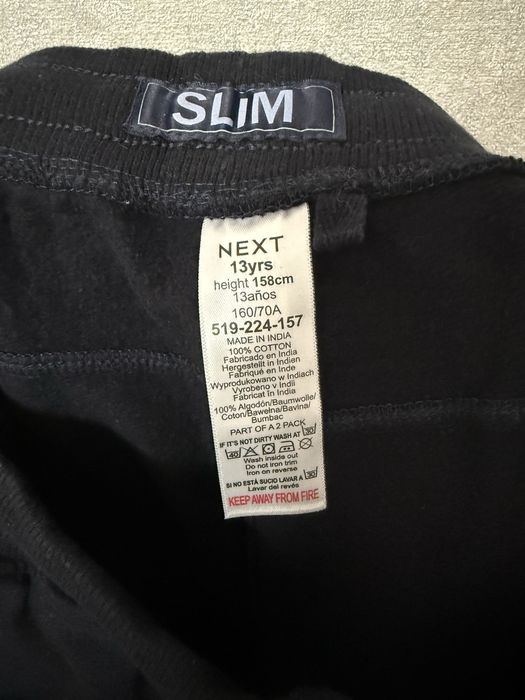 SLIM
NEXT
13yrs
height 158cm
13años
160/70A
519-224-157
MADE IN INDIA
100% COTTON
Fabricado en India
Hergestellt in Indien
Fabriqué en Inde
Wyprodukowano w Indiach
Vyrobeno v Indii
Fabricat în India
100% Algodón/Baumwolle/
Coton/Bawełna/Bavlna/
Bumbac
PART OF A 2 PACK
IF IT'S NOT DIRTY WASH AT 30
40
Wash inside out
Do not iron trim
Iron on reverse
SI NO ESTÁ SUCIO LAVAR A 30
Lavar del revés
KEEP AWAY FROM FIRE